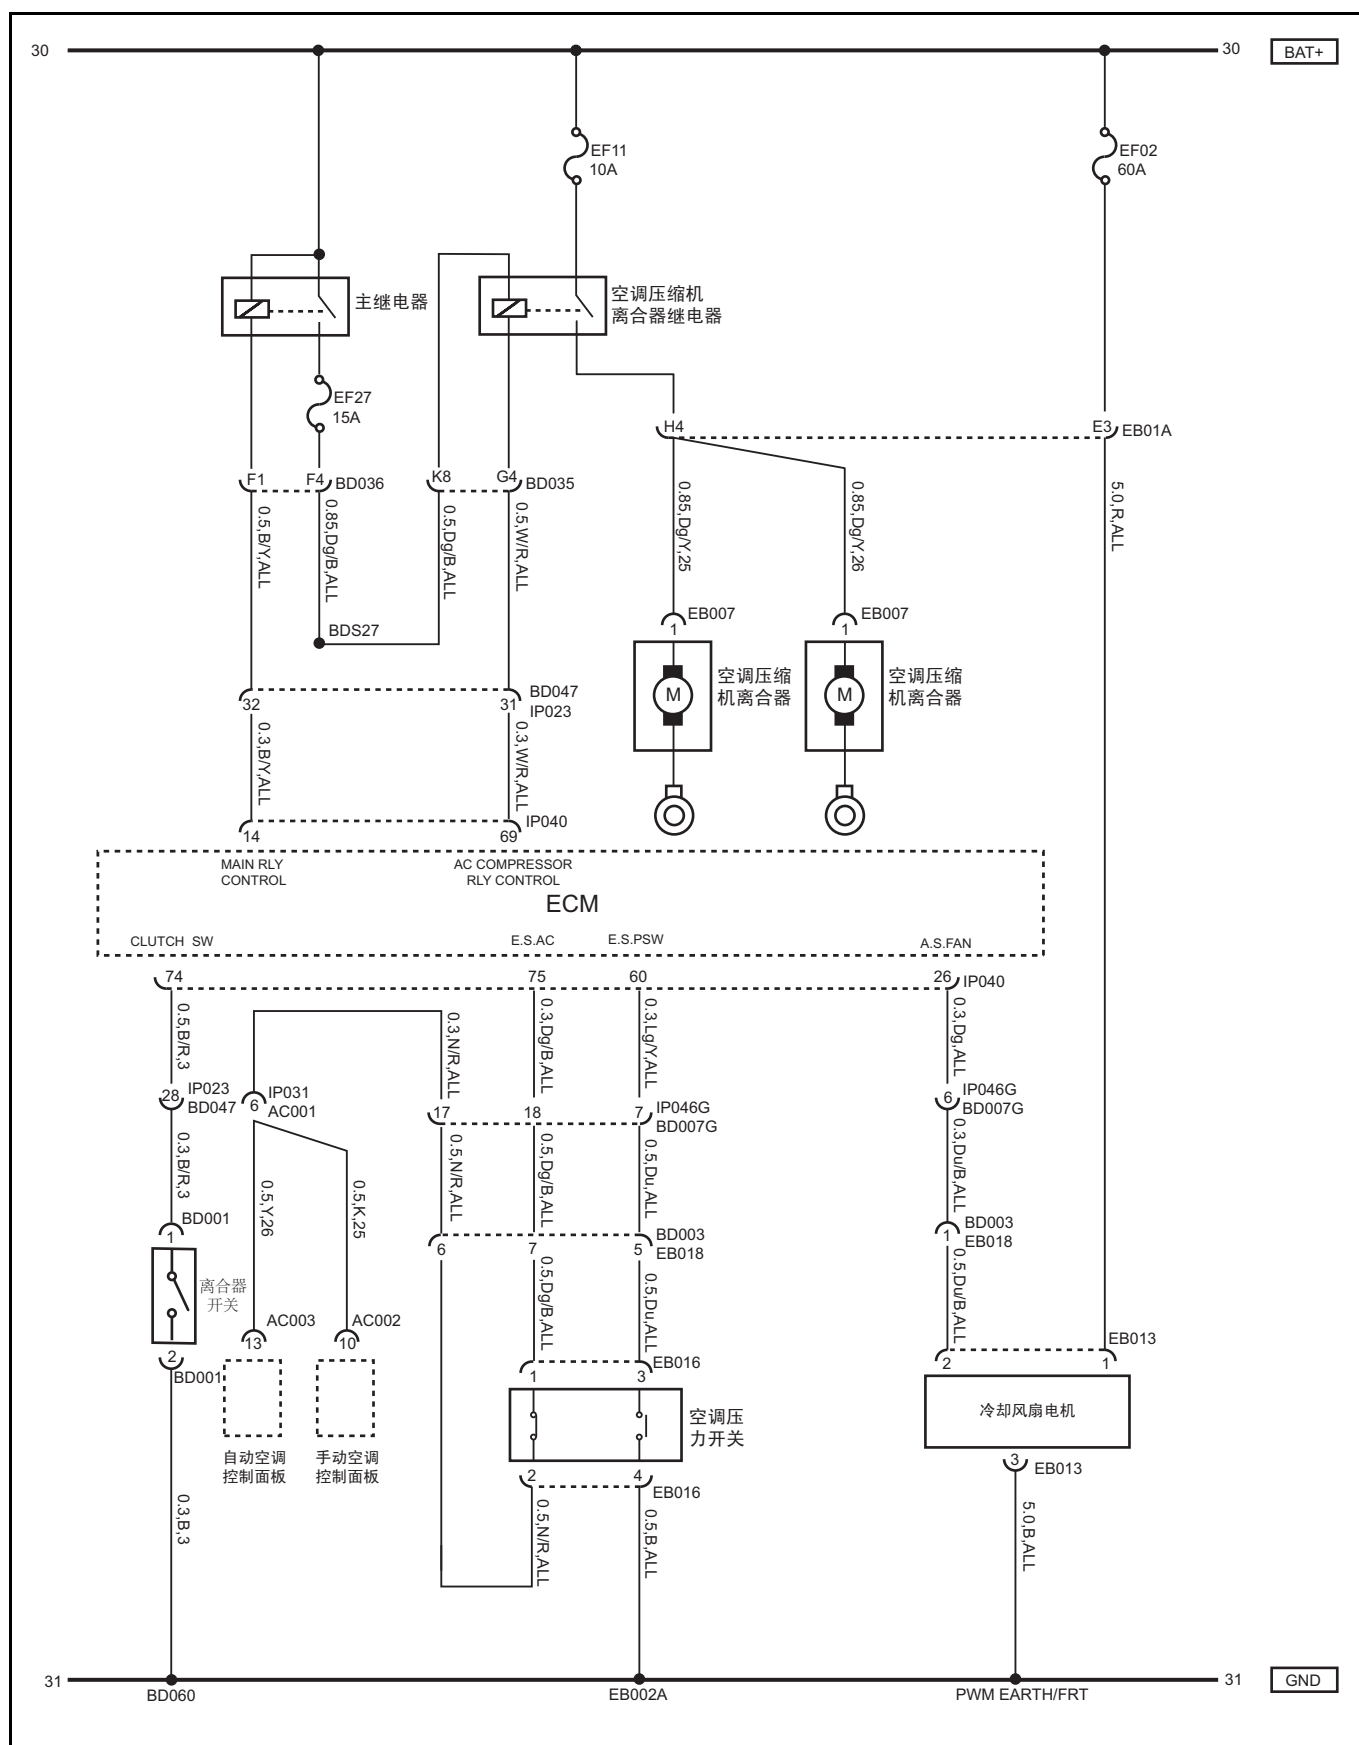 30
30
BAT+
EF11
10A
EF02
60A
主继电器
空调压缩机
离合器继电器
EF27
15A
H4
E3
EB01A
F1
F4
BD036
K8
G4
BD035
0.5,B/Y,ALL
0.85,Dg/B,ALL
0.5,Dg/B,ALL
0.5,W/R,ALL
0.85,Dg/Y,25
0.85,Dg/Y,26
5.0,R,ALL
BDS27
EB007
1
EB007
1
空调压缩
机离合器
M
空调压缩
机离合器
M
32
31
BD047
IP023
0.3,B/Y,ALL
0.3,W/R,ALL
14
69
IP040
MAIN RLY
CONTROL
AC COMPRESSOR
RLY CONTROL
ECM
CLUTCH SW
E.S.AC
E.S.PSW
A.S.FAN
74
75
60
26
IP040
0.5,B/R,3
0.3,N/R,ALL
0.3,Dg/B,ALL
0.3,Lg/Y,ALL
0.3,Dg,ALL
28
IP023
BD047
6
IP031
AC001
17
18
7
IP046G
BD007G
6
IP046G
BD007G
0.3,B/R,3
0.5,Y,26
0.5,K,25
0.5,N/R,ALL
0.5,Dg/B,ALL
0.5,Du,ALL
0.3,Du/B,ALL
BD001
1
6
7
5
BD003
EB018
1
BD003
EB018
离合器
开关
0.5,Dg/B,ALL
0.5,Du,ALL
0.5,Du/B,ALL
AC003
13
AC002
10
2
BD001
1
3
EB016
2
1
EB013
空调压
力开关
冷却风扇电机
自动空调
控制面板
手动空调
控制面板
2
4
EB016
3
EB013
0.3,B,3
0.5,N/R,ALL
0.5,B,ALL
5.0,B,ALL
31
31
GND
BD060
EB002A
PWM EARTH/FRT